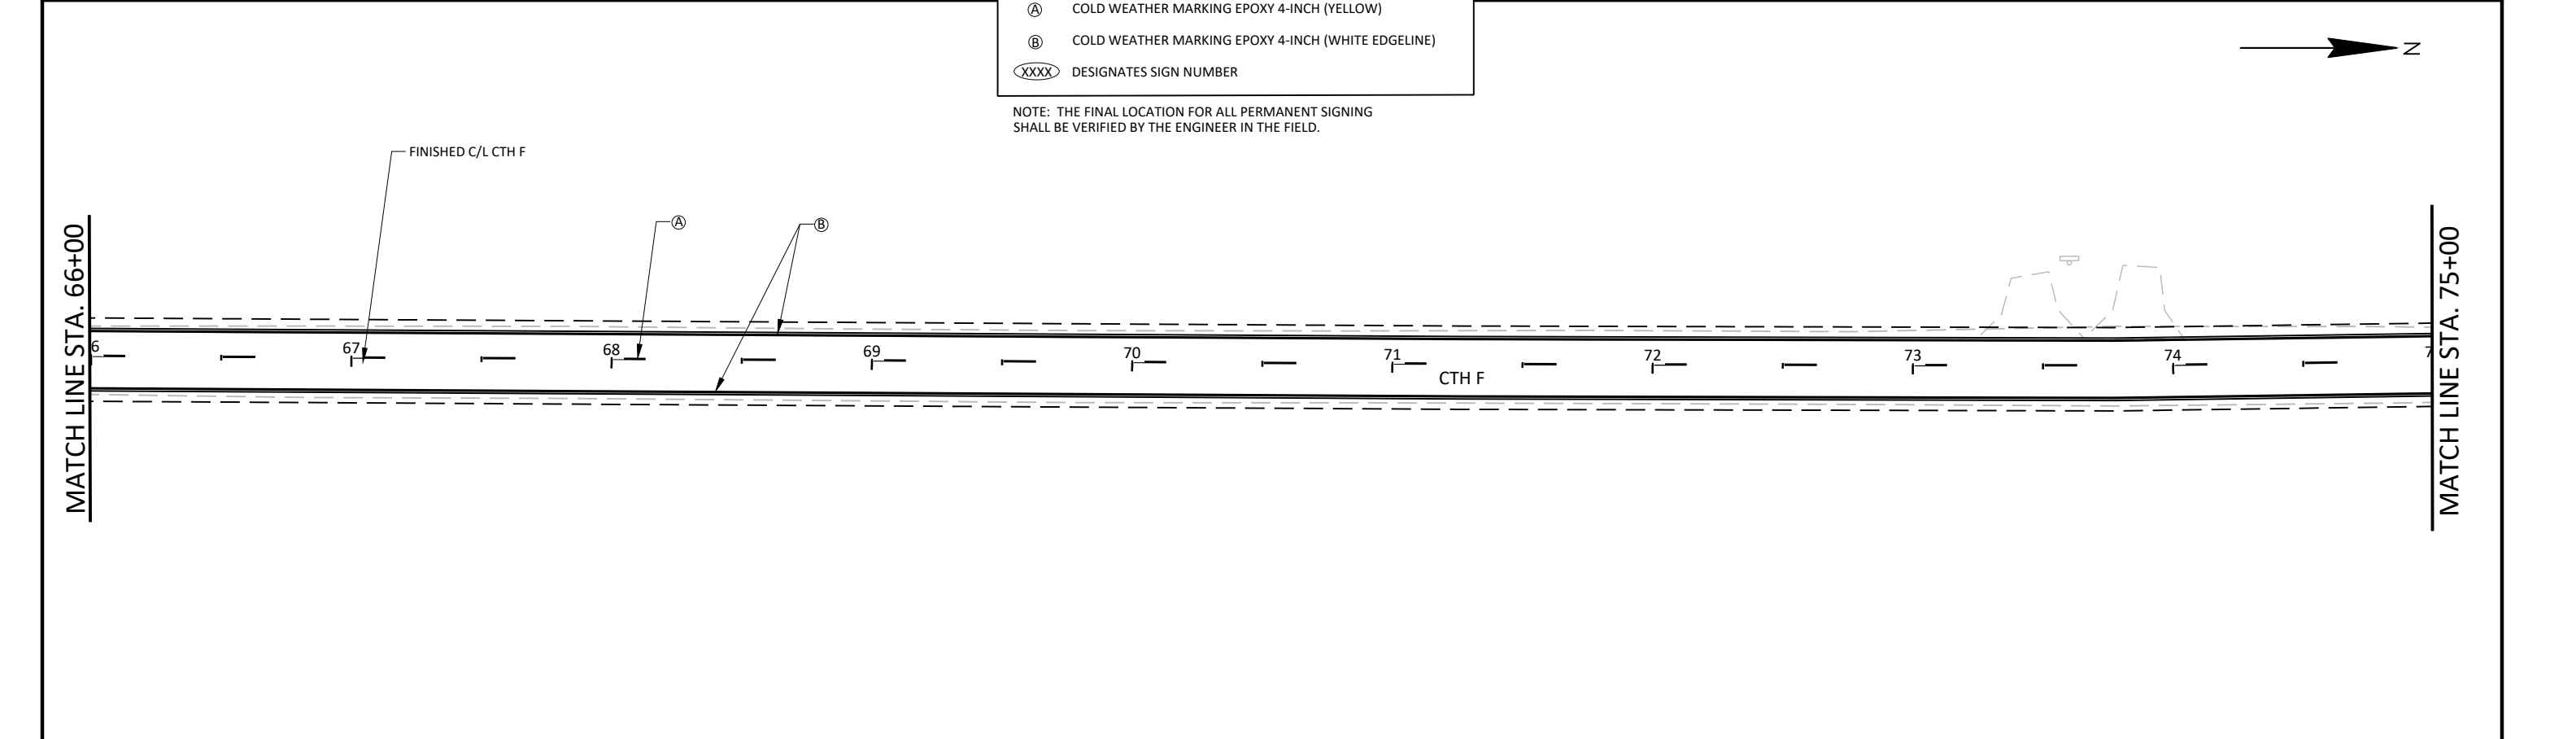 Ⓐ COLD WEATHER MARKING EPOXY 4-INCH (YELLOW)
Ⓑ COLD WEATHER MARKING EPOXY 4-INCH (WHITE EDGELINE)
XXXX DESIGNATES SIGN NUMBER
N
NOTE: THE FINAL LOCATION FOR ALL PERMANENT SIGNING
SHALL BE VERIFIED BY THE ENGINEER IN THE FIELD.
FINISHED C/L CTH F
Ⓐ
Ⓑ
MATCH LINE STA. 66+00
6
67
68
69
70
71
72
73
74
7
CTH F
MATCH LINE STA. 75+00